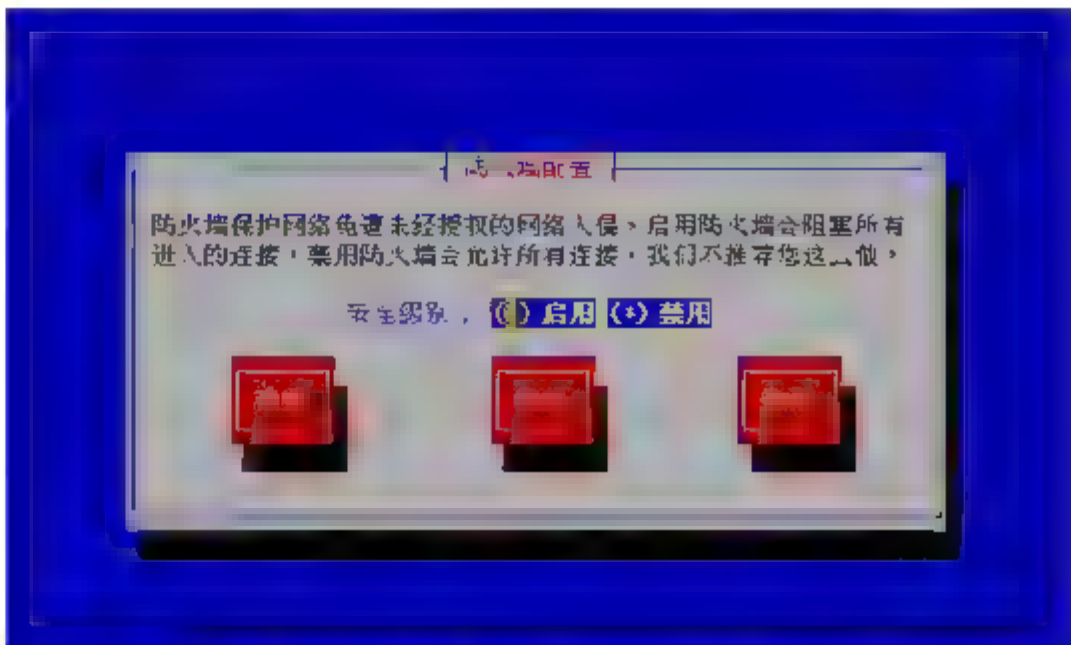 防火墙配置
防火墙保护网络免遭未经授权的网络入侵。启用防火墙会阻塞所有
进入的连接。禁用防火墙会允许所有连接。我们不推荐您这么做。
安全级别: ( ) 启用 (*) 禁用